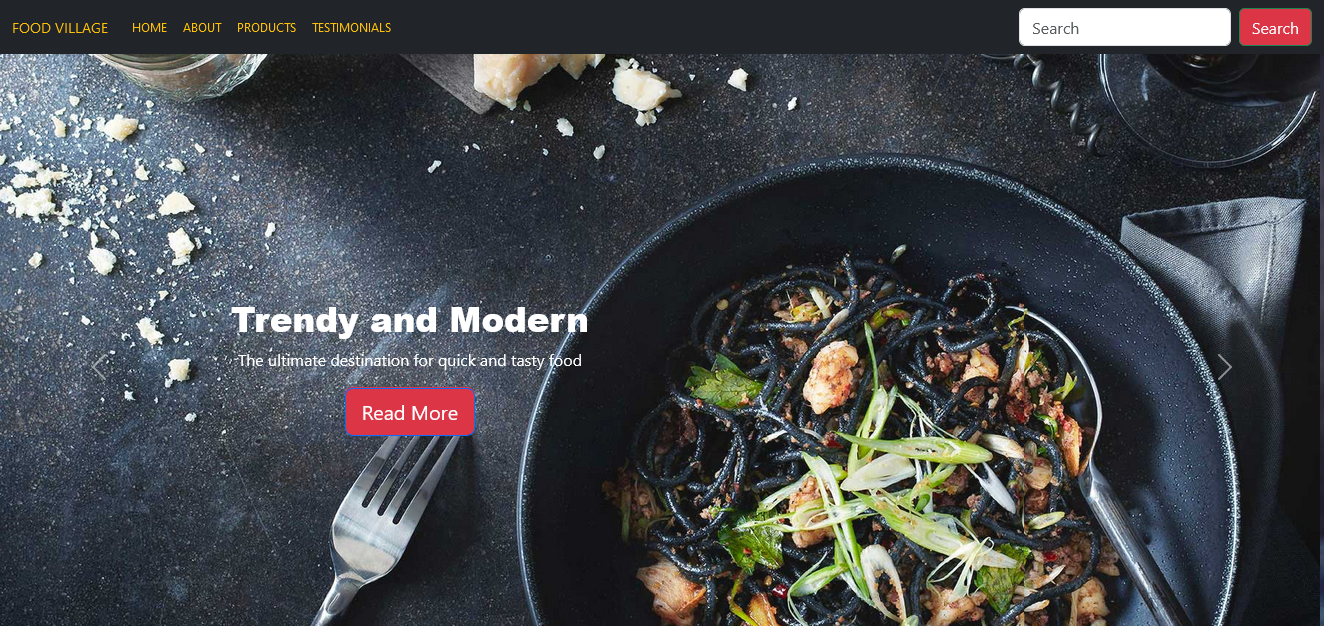 FOOD VILLAGE HOME ABOUT PRODUCTS TESTIMONIALS Search Search
Trendy and Modern
-The ultimate destination for quick and tasty food
Read More